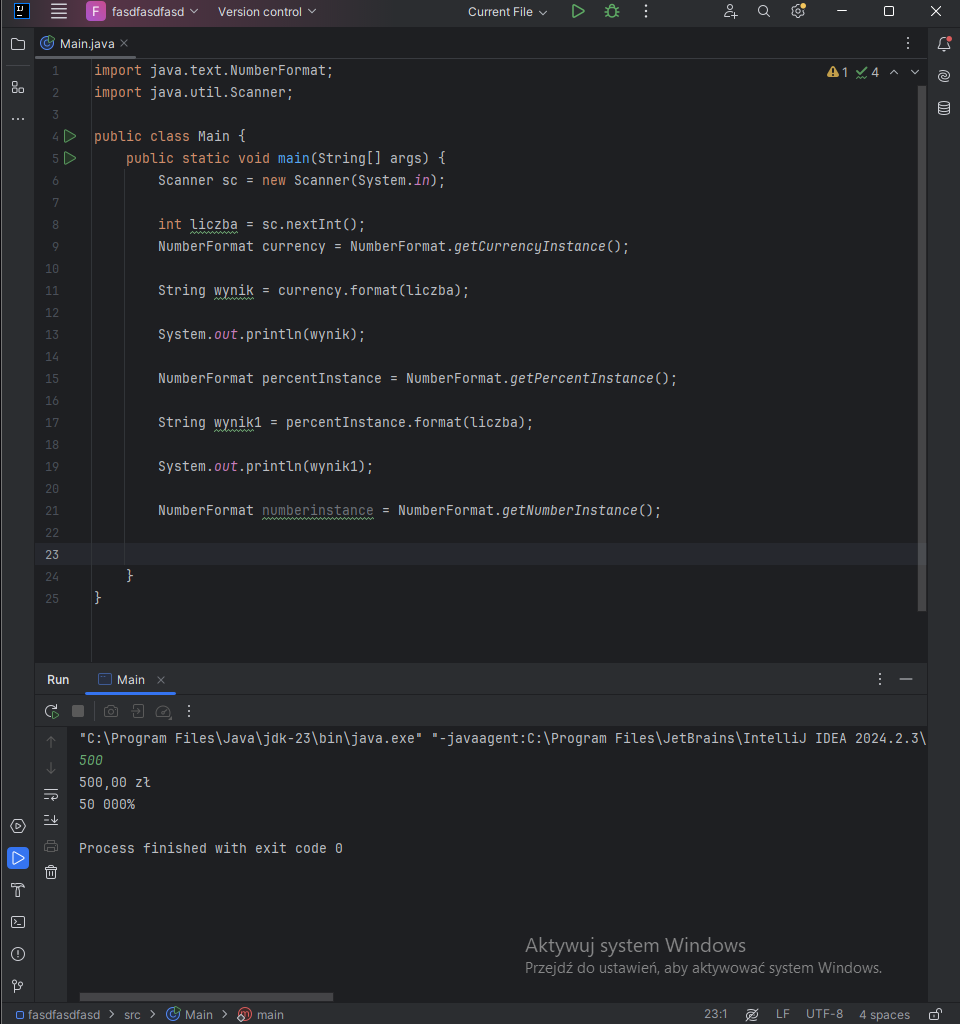 F fasdfasdfasd Version control Current File
Main.java
1 import java.text.NumberFormat;
2 import java.util.Scanner;
3
4 public class Main {
5 public static void main(String[] args) {
6 Scanner sc = new Scanner(System.in);
7
8 int liczba = sc.nextInt();
9 NumberFormat currency = NumberFormat.getCurrencyInstance();
10
11 String wynik = currency.format(liczba);
12
13 System.out.println(wynik);
14
15 NumberFormat percentInstance = NumberFormat.getPercentInstance();
16
17 String wynik1 = percentInstance.format(liczba);
18
19 System.out.println(wynik1);
20
21 NumberFormat numberinstance = NumberFormat.getNumberInstance();
22
23
24 }
25 }
1 4
Run Main
"C:\Program Files\Java\jdk-23\bin\java.exe" "-javaagent:C:\Program Files\JetBrains\IntelliJ IDEA 2024.2.3\
500
500,00 zł
50 000%
Process finished with exit code 0
Aktywuj system Windows
Przejdź do ustawień, aby aktywować system Windows.
fasdfasdfasd > src > Main > main 23:1 LF UTF-8 4 spaces